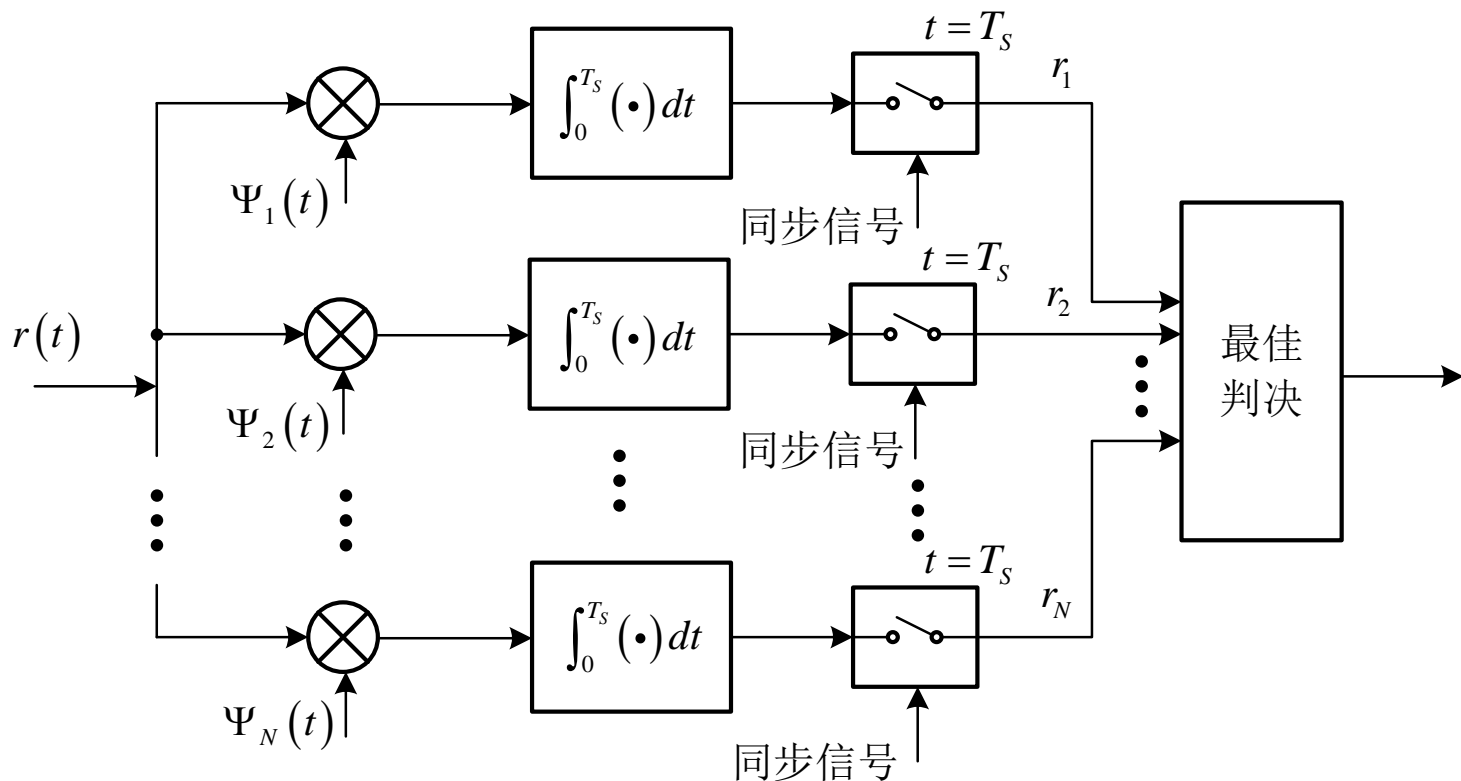 t = T_S
r_1
∫_0^{T_S} (•) dt
Ψ_1(t)
同步信号
t = T_S
r_2
∫_0^{T_S} (•) dt
r(t)
Ψ_2(t)
同步信号
最佳
判决
t = T_S
r_N
∫_0^{T_S} (•) dt
Ψ_N(t)
同步信号